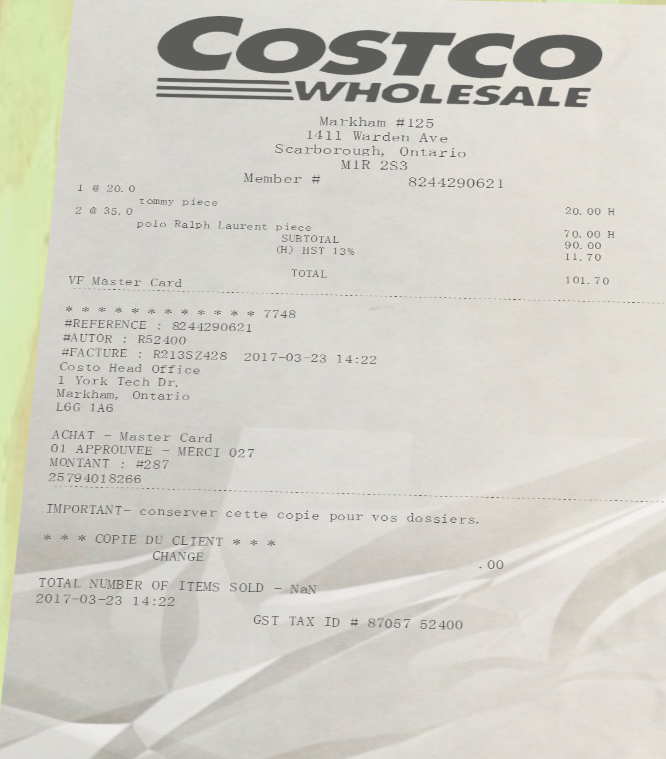 COSTCO
WHOLESALE
Markham #125
1411 Warden Ave
Scarborough, Ontario
M1R 2S3
Member # 8244290621
1 @ 20.0
tommy piece 20.00 H
2 @ 35.0
polo Ralph Laurent piece 70.00 H
SUBTOTAL 90.00
(H) HST 13% 11.70
TOTAL 101.70
VF Master Card
* * * * * * * * * * * * 7748
#REFERENCE : 8244290621
#AUTOR : R52400
#FACTURE : R213SZ428 2017-03-23 14:22
Costo Head Office
1 York Tech Dr.
Markham, Ontario
L6G 1A6
ACHAT - Master Card
01 APPROUVEE - MERCI 027
MONTANT : #287
25794018266
IMPORTANT- conserver cette copie pour vos dossiers.
* * * COPIE DU CLIENT * * *
CHANGE .00
TOTAL NUMBER OF ITEMS SOLD - NaN
2017-03-23 14:22
GST TAX ID # 87057 52400